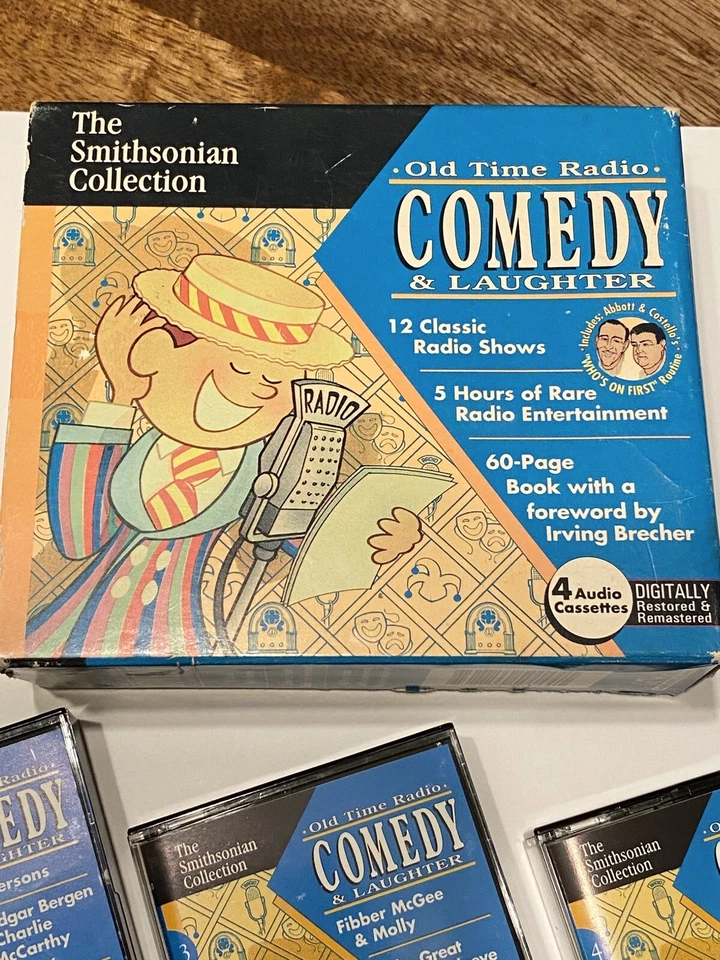 The
Smithsonian
Collection
• Old Time Radio •
COMEDY
& LAUGHTER
12 Classic
Radio Shows
• Includes: Abbott & Costello's •
"WHO'S ON FIRST" Routine
5 Hours of Rare
Radio Entertainment
60-Page
Book with a
foreword by
Irving Brecher
4 Audio
Cassettes
DIGITALLY
Restored &
Remastered
RADIO
Radio •
EDY
GHTER
ersons
dgar Bergen
Charlie
McCarthy
The
Smithsonian
Collection
• Old Time Radio •
COMEDY
& LAUGHTER
Fibber McGee
& Molly
Great
eve
3
The
Smithsonian
Collection
4